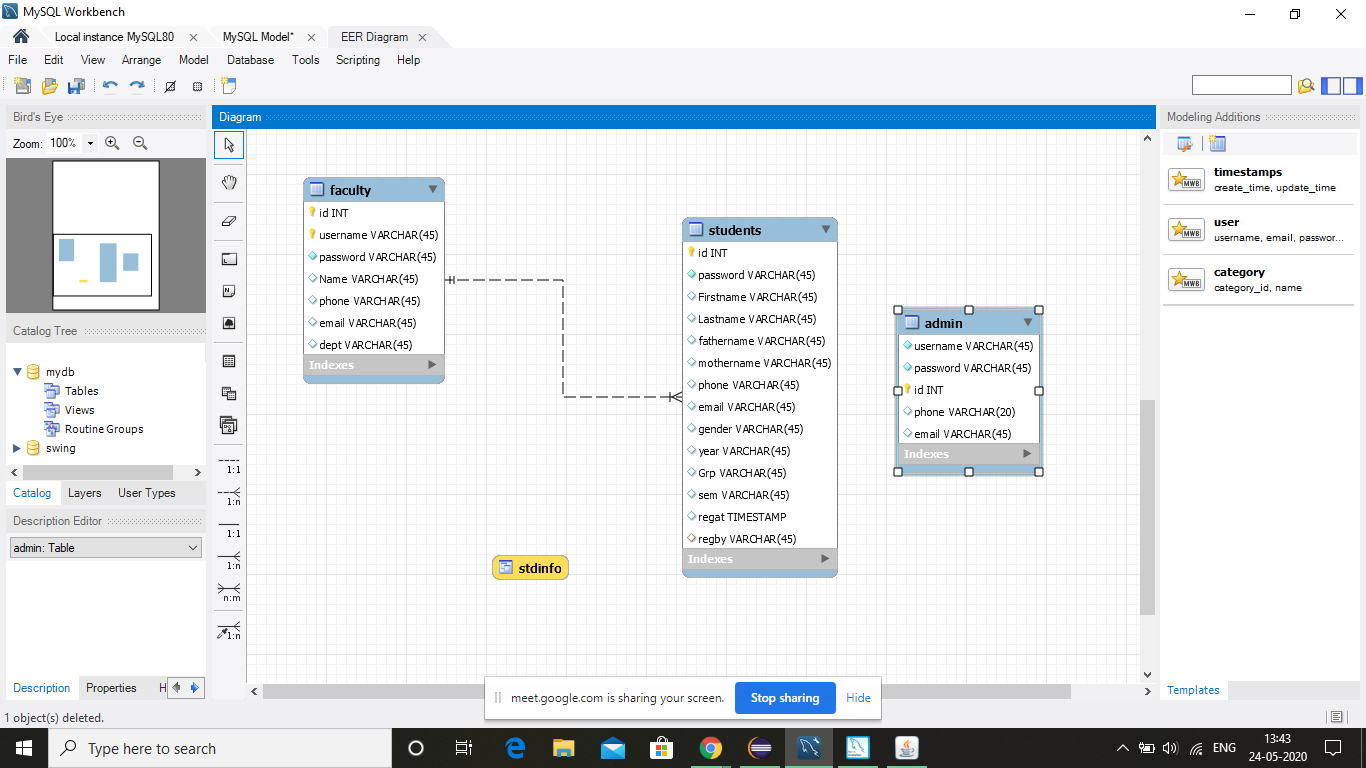 MySQL Workbench
Local instance MySQL80
MySQL Model*
EER Diagram
File Edit View Arrange Model Database Tools Scripting Help
Bird's Eye
Zoom: 100%
Catalog Tree
mydb
Tables
Views
Routine Groups
swing
Catalog Layers User Types
Description Editor
admin: Table
Description Properties H
1 object(s) deleted.
Diagram
1:1
1:n
1:1
1:n
n:m
1:n
faculty
id INT
username VARCHAR(45)
password VARCHAR(45)
Name VARCHAR(45)
phone VARCHAR(45)
email VARCHAR(45)
dept VARCHAR(45)
Indexes
stdinfo
students
id INT
password VARCHAR(45)
Firstname VARCHAR(45)
Lastname VARCHAR(45)
fathername VARCHAR(45)
mothername VARCHAR(45)
phone VARCHAR(45)
email VARCHAR(45)
gender VARCHAR(45)
year VARCHAR(45)
Grp VARCHAR(45)
sem VARCHAR(45)
regat TIMESTAMP
regby VARCHAR(45)
Indexes
admin
username VARCHAR(45)
password VARCHAR(45)
id INT
phone VARCHAR(20)
email VARCHAR(45)
Indexes
Modeling Additions
MWB
timestamps
create_time, update_time
MWB
user
username, email, passwor...
MWB
category
category_id, name
Templates
meet.google.com is sharing your screen.
Stop sharing
Hide
Type here to search
ENG
13:43
24-05-2020